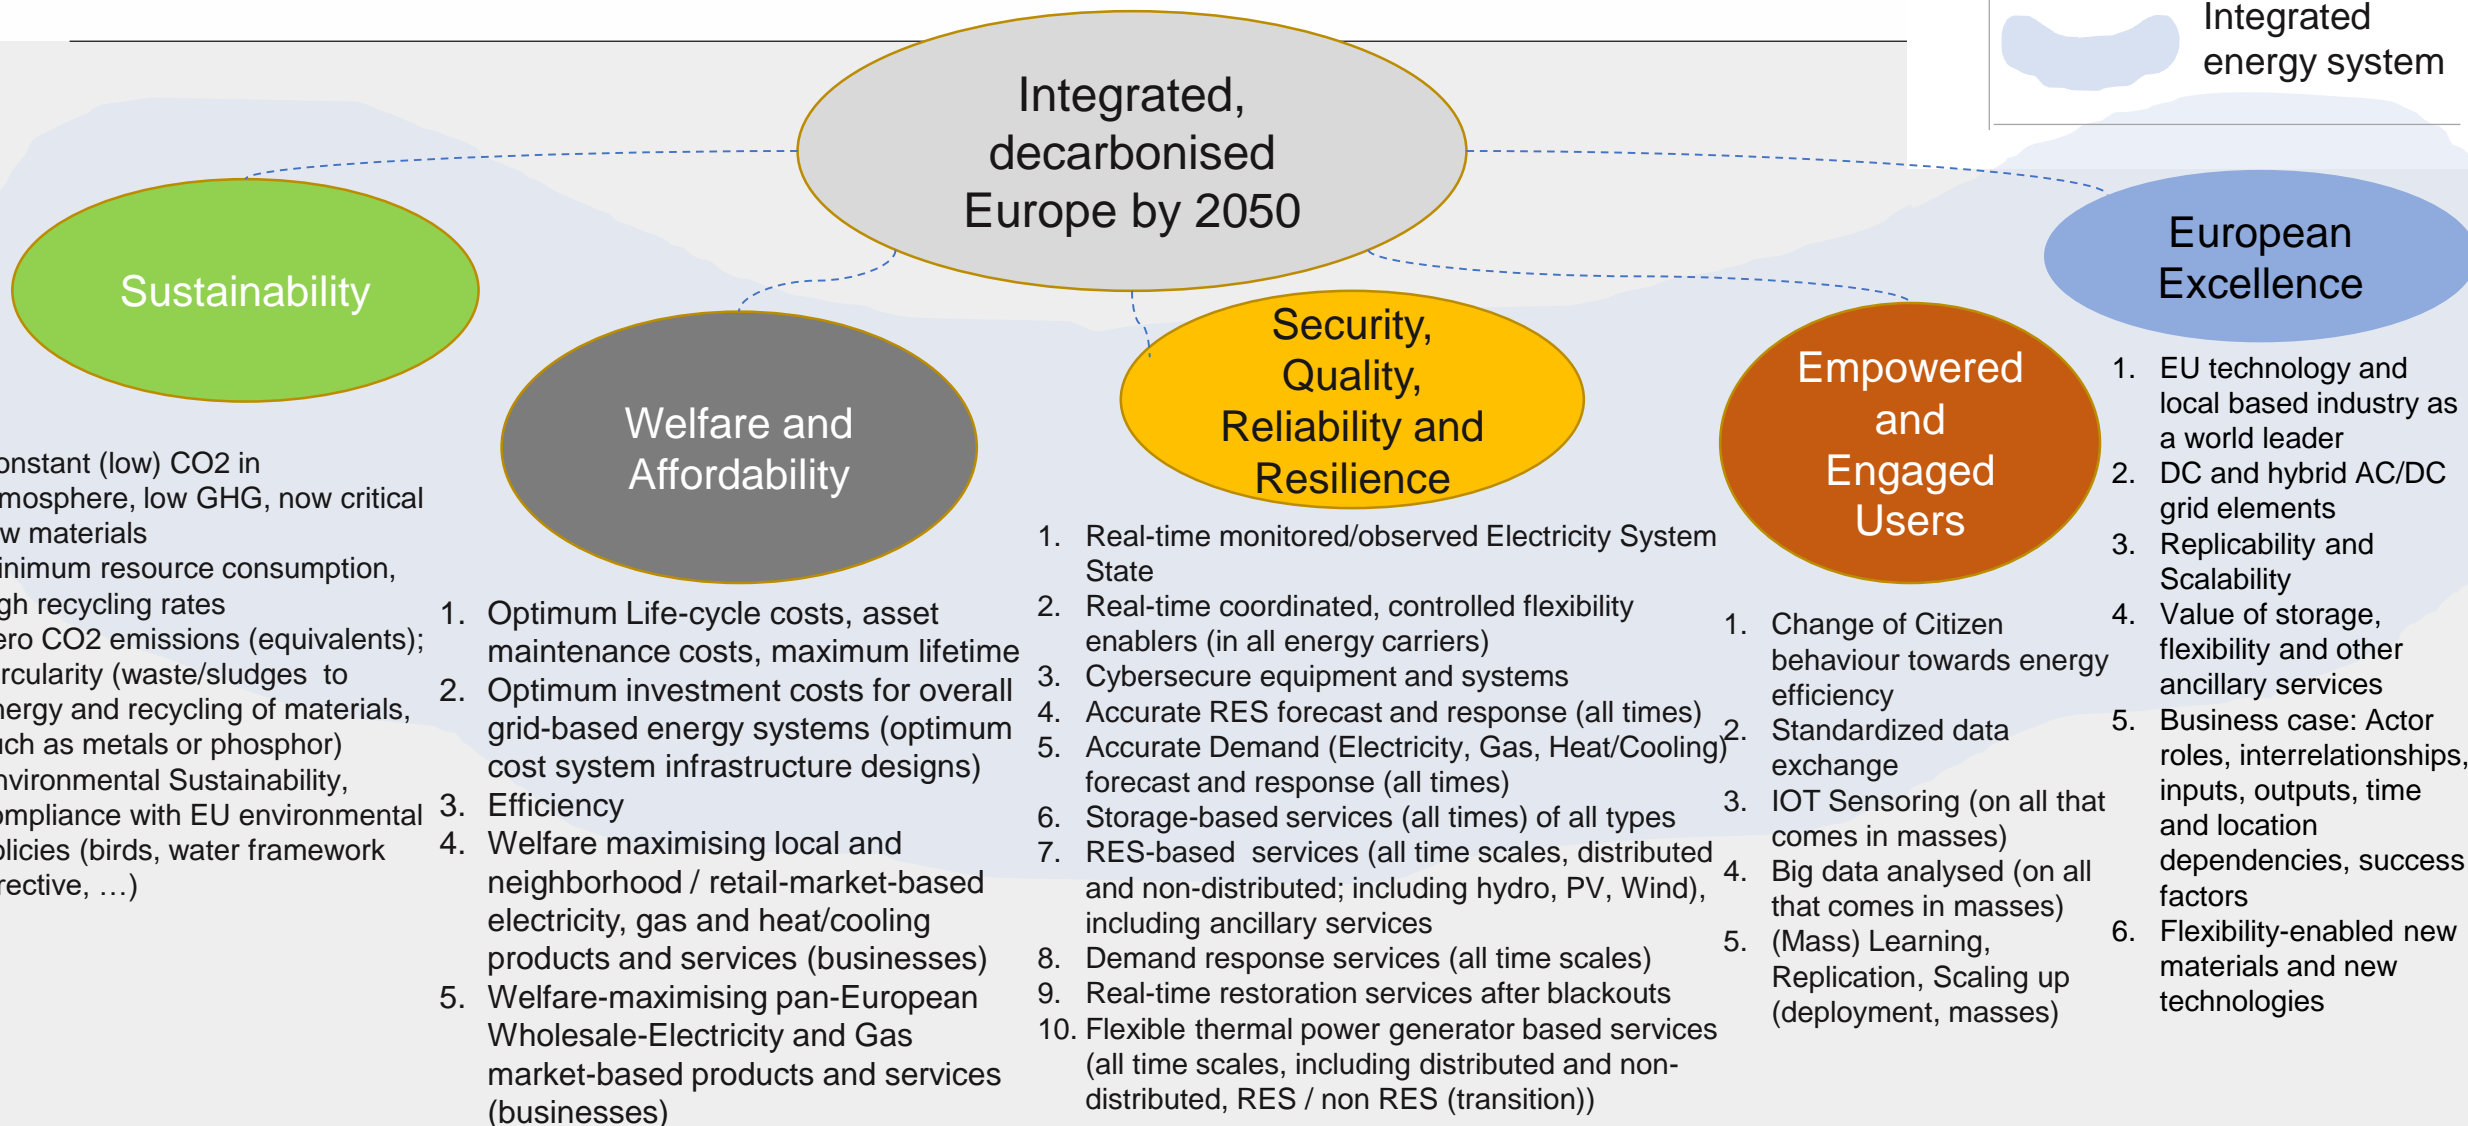 Integrated
energy system
Integrated,
decarbonised
Europe by 2050
Sustainability
onstant (low) CO2 in
mosphere, low GHG, now critical
w materials
inimum resource consumption,
gh recycling rates
ero CO2 emissions (equivalents);
rcularity (waste/sludges to
nergy and recycling of materials,
uch as metals or phosphor)
nvironmental Sustainability,
ompliance with EU environmental
olicies (birds, water framework
rective, …)
Welfare and
Affordability
1. Optimum Life-cycle costs, asset
maintenance costs, maximum lifetime
2. Optimum investment costs for overall
grid-based energy systems (optimum
cost system infrastructure designs)
3. Efficiency
4. Welfare maximising local and
neighborhood / retail-market-based
electricity, gas and heat/cooling
products and services (businesses)
5. Welfare-maximising pan-European
Wholesale-Electricity and Gas
market-based products and services
(businesses)
Security,
Quality,
Reliability and
Resilience
1. Real-time monitored/observed Electricity System
State
2. Real-time coordinated, controlled flexibility
enablers (in all energy carriers)
3. Cybersecure equipment and systems
4. Accurate RES forecast and response (all times)
5. Accurate Demand (Electricity, Gas, Heat/Cooling)
forecast and response (all times)
6. Storage-based services (all times) of all types
7. RES-based services (all time scales, distributed
and non-distributed; including hydro, PV, Wind),
including ancillary services
8. Demand response services (all time scales)
9. Real-time restoration services after blackouts
10. Flexible thermal power generator based services
(all time scales, including distributed and non-
distributed, RES / non RES (transition))
Empowered
and
Engaged
Users
1. Change of Citizen
behaviour towards energy
efficiency
2. Standardized data
exchange
3. IOT Sensoring (on all that
comes in masses)
4. Big data analysed (on all
that comes in masses)
5. (Mass) Learning,
Replication, Scaling up
(deployment, masses)
European
Excellence
1. EU technology and
local based industry as
a world leader
2. DC and hybrid AC/DC
grid elements
3. Replicability and
Scalability
4. Value of storage,
flexibility and other
ancillary services
5. Business case: Actor
roles, interrelationships,
inputs, outputs, time
and location
dependencies, success
factors
6. Flexibility-enabled new
materials and new
technologies